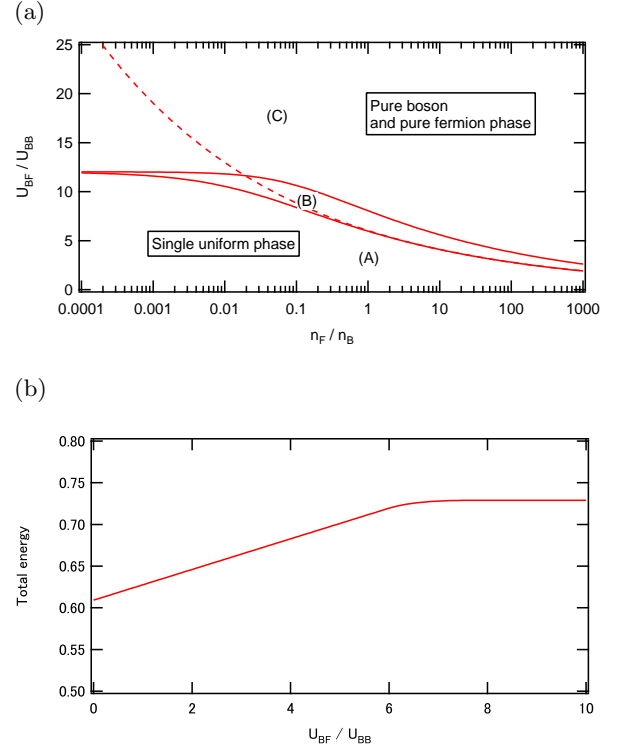 (a)
25
20
15
10
5
0
U_BF / U_BB
(C)
Pure boson
and pure fermion phase
(B)
Single uniform phase
(A)
0.0001 0.001 0.01 0.1 1 10 100 1000
n_F / n_B
(b)
0.80
0.75
0.70
0.65
0.60
0.50
Total energy
0 2 4 6 8 10
U_BF / U_BB